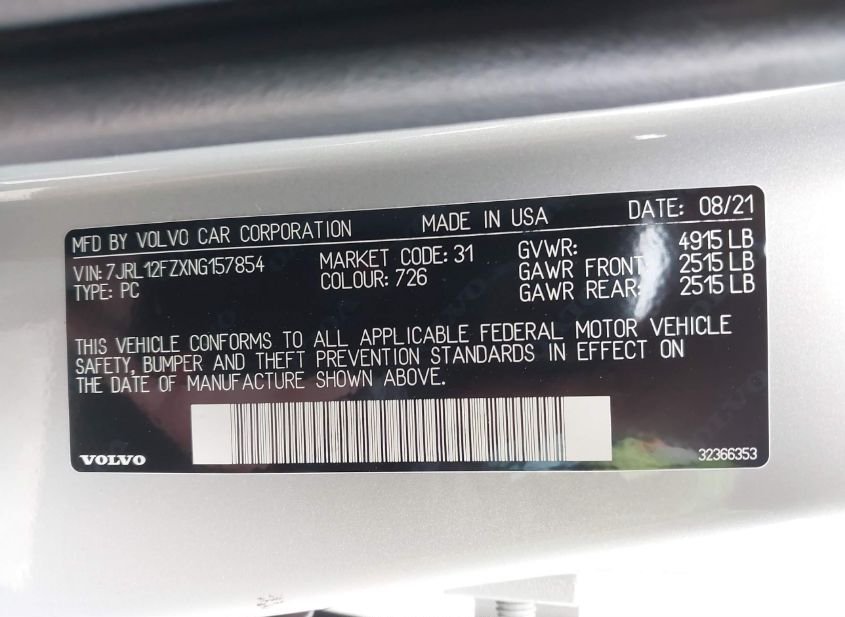 MFD BY VOLVO CAR CORPORATION MADE IN USA DATE: 08/21
VIN: 7JRL12FZXNG157854 MARKET CODE: 31 GVWR: 4915 LB
TYPE: PC COLOUR: 726 GAWR FRONT: 2515 LB
GAWR REAR: 2515 LB
THIS VEHICLE CONFORMS TO ALL APPLICABLE FEDERAL MOTOR VEHICLE
SAFETY, BUMPER AND THEFT PREVENTION STANDARDS IN EFFECT ON
THE DATE OF MANUFACTURE SHOWN ABOVE.
VOLVO 32366353